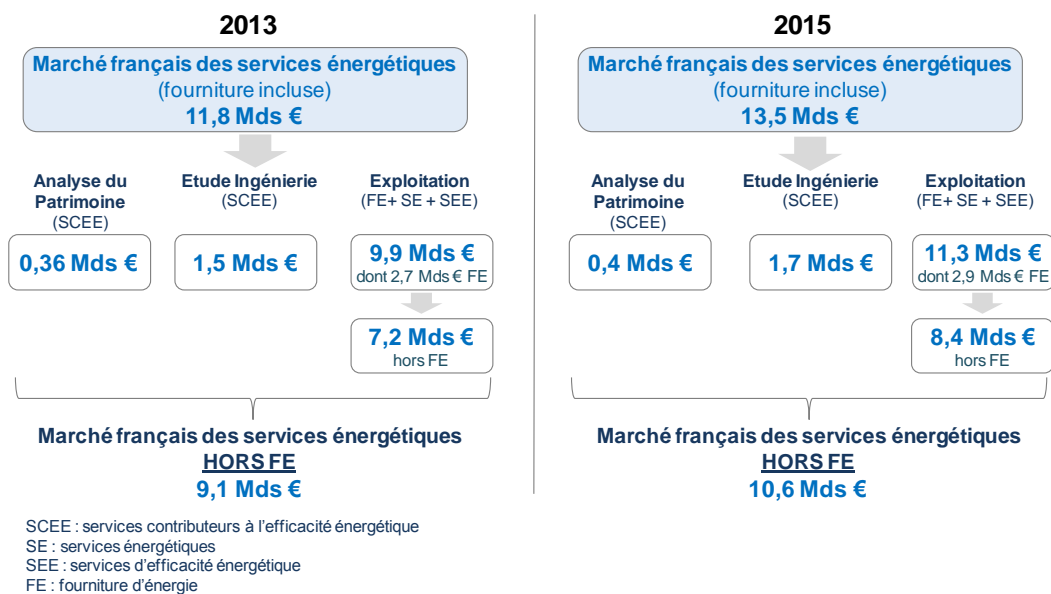 2013
Marché français des services énergétiques
(fourniture incluse)
11,8 Mds €
Analyse du
Patrimoine
(SCEE)
0,36 Mds €
Etude Ingénierie
(SCEE)
1,5 Mds €
Exploitation
(FE+ SE + SEE)
9,9 Mds €
dont 2,7 Mds € FE
7,2 Mds €
hors FE
Marché français des services énergétiques
HORS FE
9,1 Mds €
2015
Marché français des services énergétiques
(fourniture incluse)
13,5 Mds €
Analyse du
Patrimoine
(SCEE)
0,4 Mds €
Etude Ingénierie
(SCEE)
1,7 Mds €
Exploitation
(FE+ SE + SEE)
11,3 Mds €
dont 2,9 Mds € FE
8,4 Mds €
hors FE
Marché français des services énergétiques
HORS FE
10,6 Mds €
SCEE : services contributeurs à l'efficacité énergétique
SE : services énergétiques
SEE : services d'efficacité énergétique
FE : fourniture d'énergie